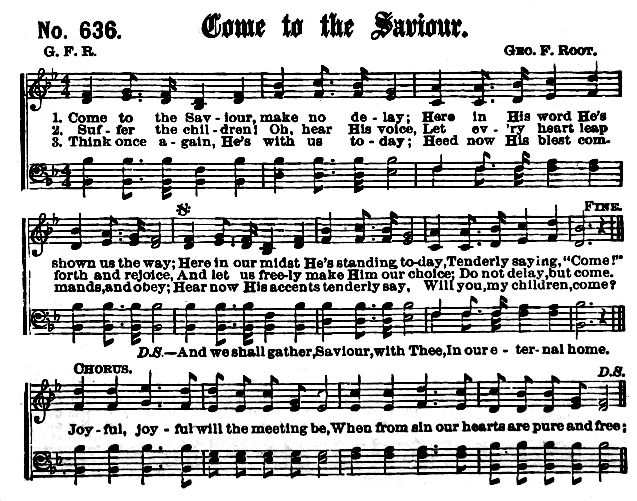 No. 636. Come to the Saviour.
G. F. R. GEO. F. ROOT.
1. Come to the Sav - iour, make no de - lay; Here in His word He's
2. Suf - fer the chil - dren! Oh, hear His voice, Let ev - 'ry heart leap
3. Think once a - gain, He's with us to - day; Heed now His blest com-
FINE.
shown us the way; Here in our midst He's standing to-day, Tenderly saying, "Come!"
forth and rejoice, And let us free-ly make Him our choice; Do not delay, but come.
mands, and obey; Hear now His accents tenderly say, Will you, my children, come?
D.S.—And we shall gather, Saviour, with Thee, In our e - ter-nal home.
CHORUS. D.S.
Joy - ful, joy - ful will the meeting be, When from sin our hearts are pure and free;